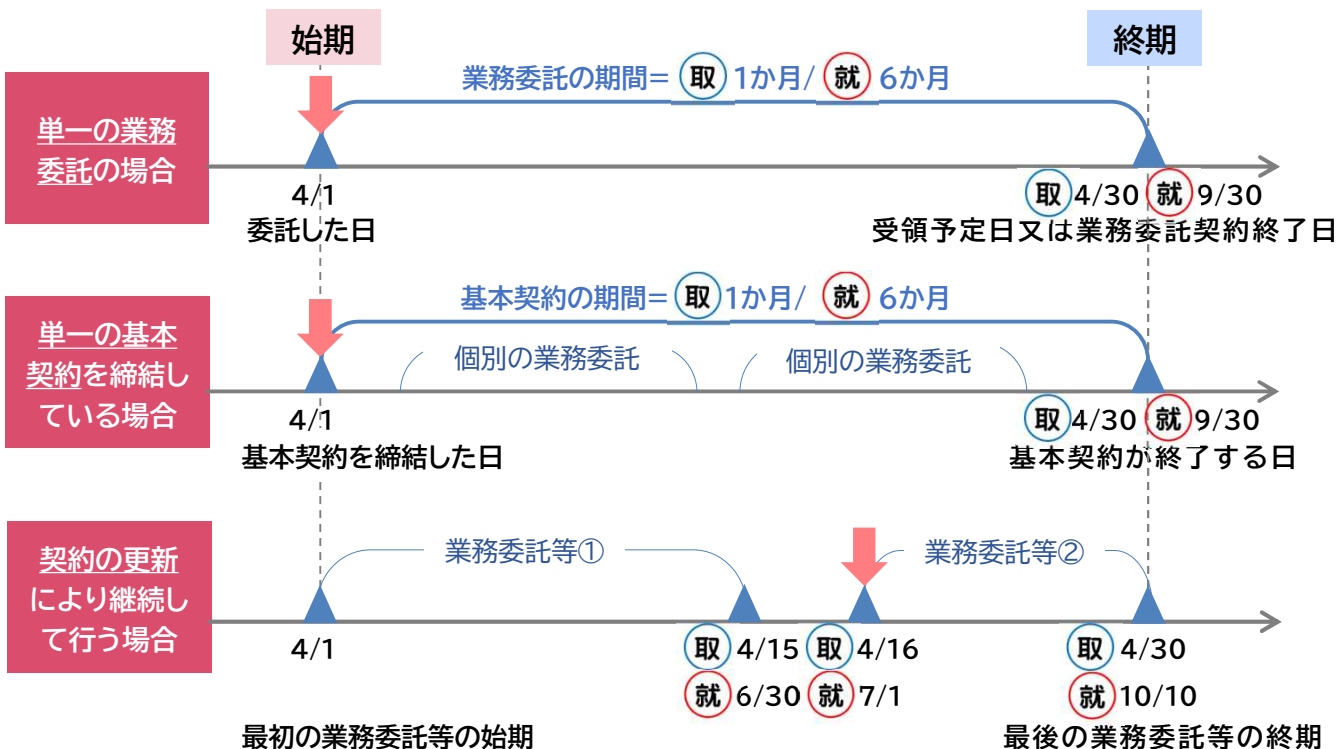 始期
終期
単一の業務
委託の場合
業務委託の期間= 取 1か月/ 就 6か月
4/1
委託した日
取 4/30 就 9/30
受領予定日又は業務委託契約終了日
単一の基本
契約を締結し
ている場合
基本契約の期間= 取 1か月/ 就 6か月
個別の業務委託
個別の業務委託
4/1
基本契約を締結した日
取 4/30 就 9/30
基本契約が終了する日
契約の更新
により継続し
て行う場合
業務委託等①
業務委託等②
4/1
取 4/15 取 4/16
取 4/30
就 6/30 就 7/1
就 10/10
最初の業務委託等の始期
最後の業務委託等の終期